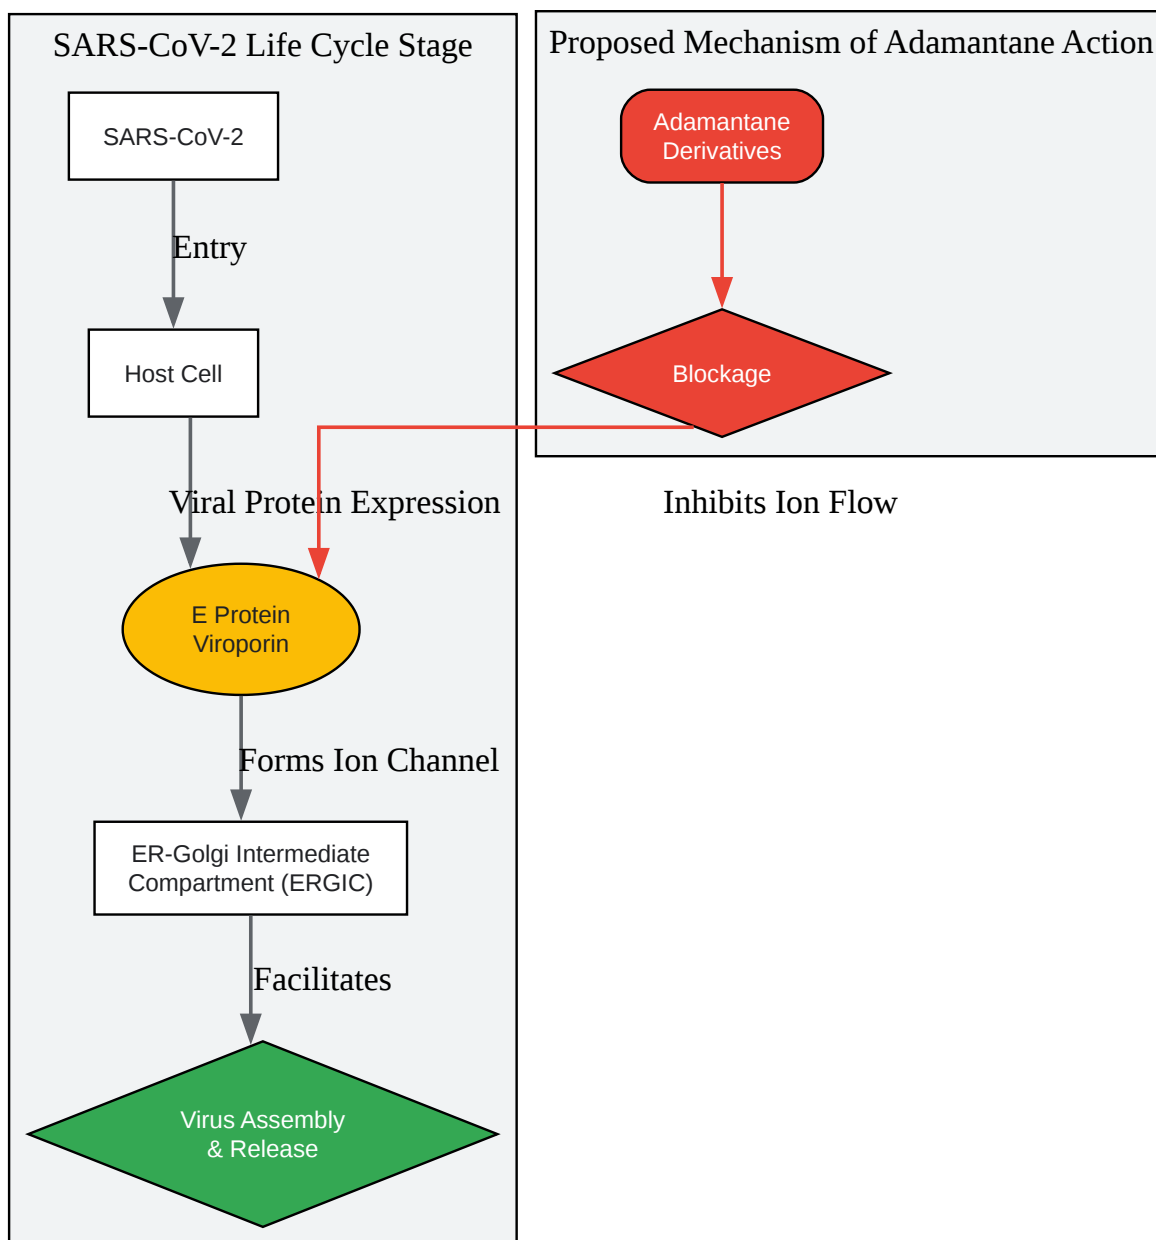 SARS-CoV-2 Life Cycle Stage
SARS-CoV-2
Entry
Host Cell
Viral Protein Expression
E Protein
Viroporin
Forms Ion Channel
ER-Golgi Intermediate
Compartment (ERGIC)
Facilitates
Virus Assembly
& Release
Proposed Mechanism of Adamantane Action
Adamantane
Derivatives
Blockage
Inhibits Ion Flow